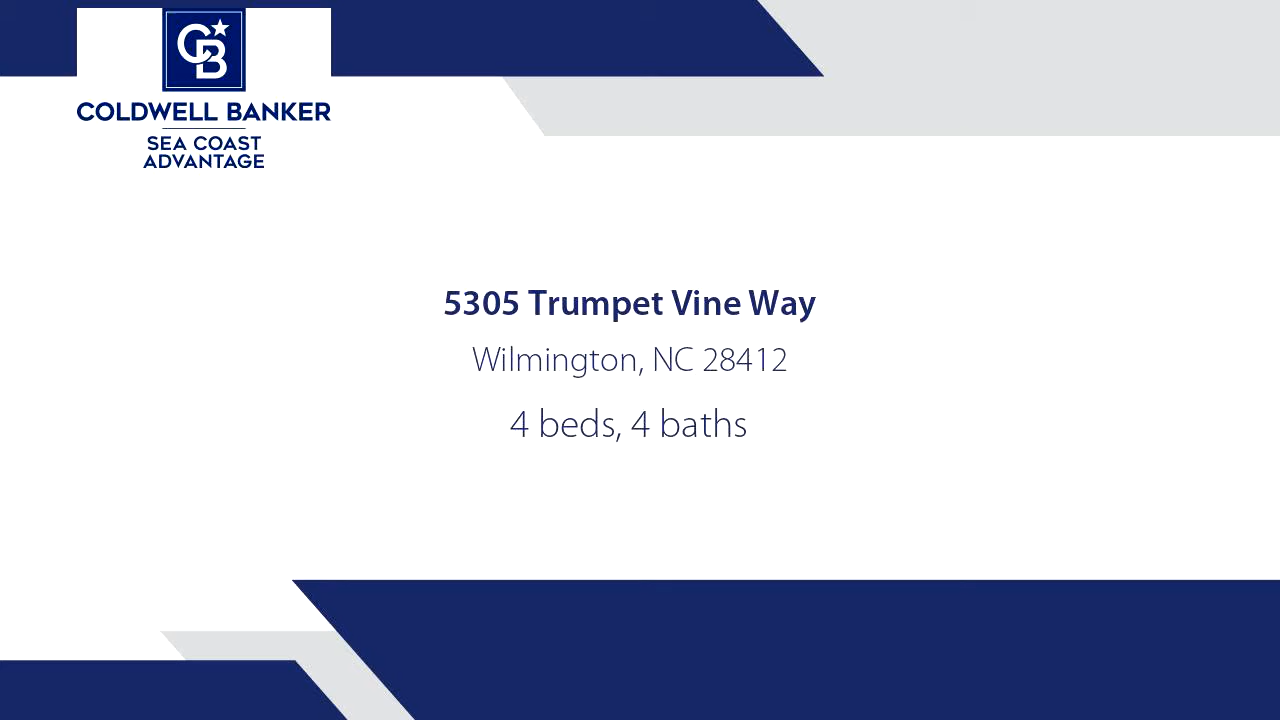 CB
COLDWELL BANKER
SEA COAST
ADVANTAGE
5305 Trumpet Vine Way
Wilmington, NC 28412
4 beds, 4 baths